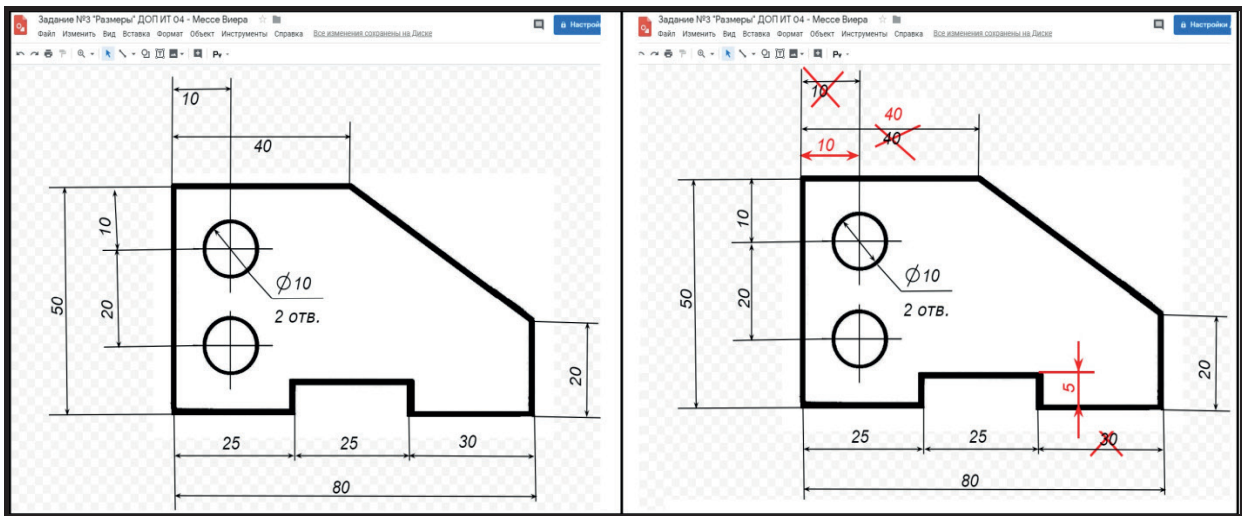 Задание №3 "Размеры" ДОП ИТ 04 - Мессе Виера
Файл Изменить Вид Вставка Формат Объект Инструменты Справка Все изменения сохранены на Диске
Настрой
10
40
10
50
20
⌀10
2 отв.
20
25 25 30
80
Задание №3 "Размеры" ДОП ИТ 04 - Мессе Виера
Файл Изменить Вид Вставка Формат Объект Инструменты Справка Все изменения сохранены на Диске
Настройки
10
40
40
10
10
50
20
⌀10
2 отв.
5
20
25 25 30
80